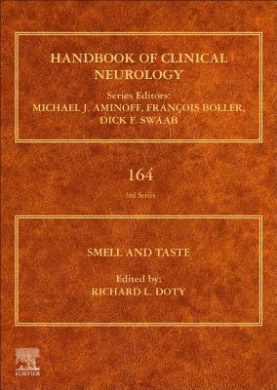 HANDBOOK OF CLINICAL
NEUROLOGY
Series Editors:
MICHAEL J. AMINOFF, FRANÇOIS BOLLER,
DICK F. SWAAB
164
3rd Series
SMELL AND TASTE
Edited by:
RICHARD L. DOTY
ELSEVIER